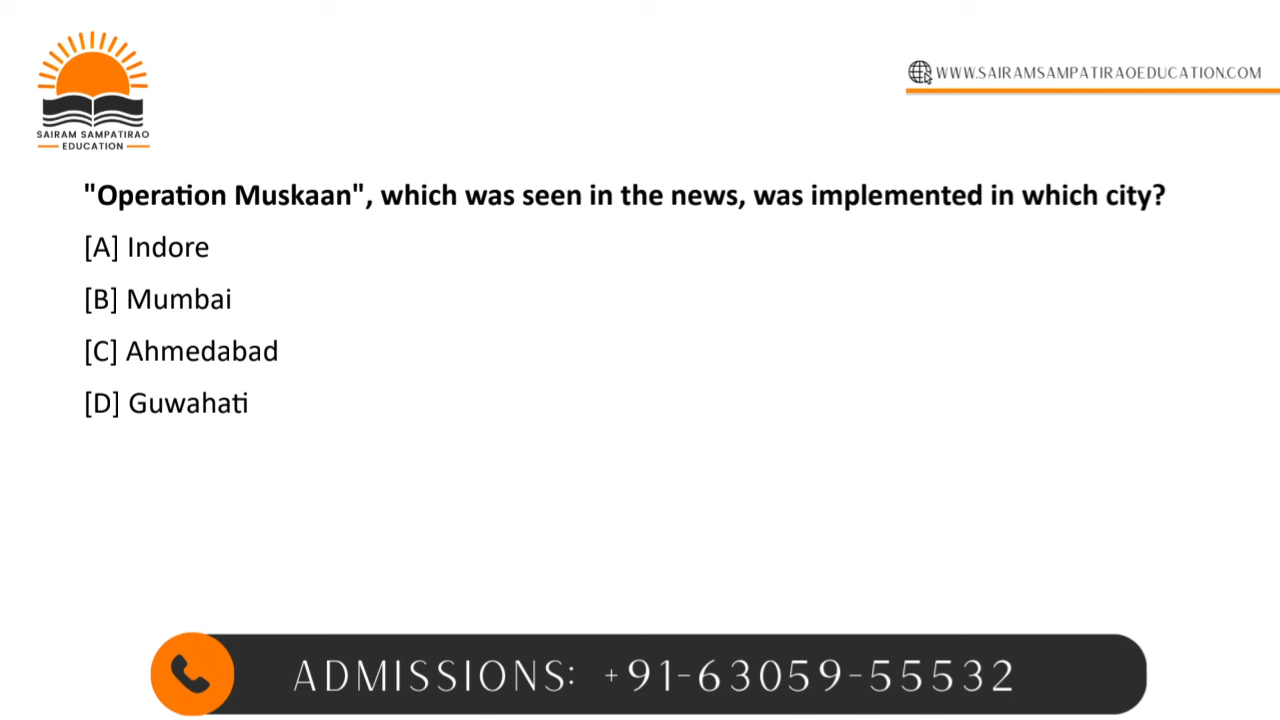 SAIRAM SAMPATIRAO
EDUCATION
WWW.SAIRAMSAMPATIRAOEDUCATION.COM
"Operation Muskaan", which was seen in the news, was implemented in which city?
[A] Indore
[B] Mumbai
[C] Ahmedabad
[D] Guwahati
ADMISSIONS: +91-63059-55532